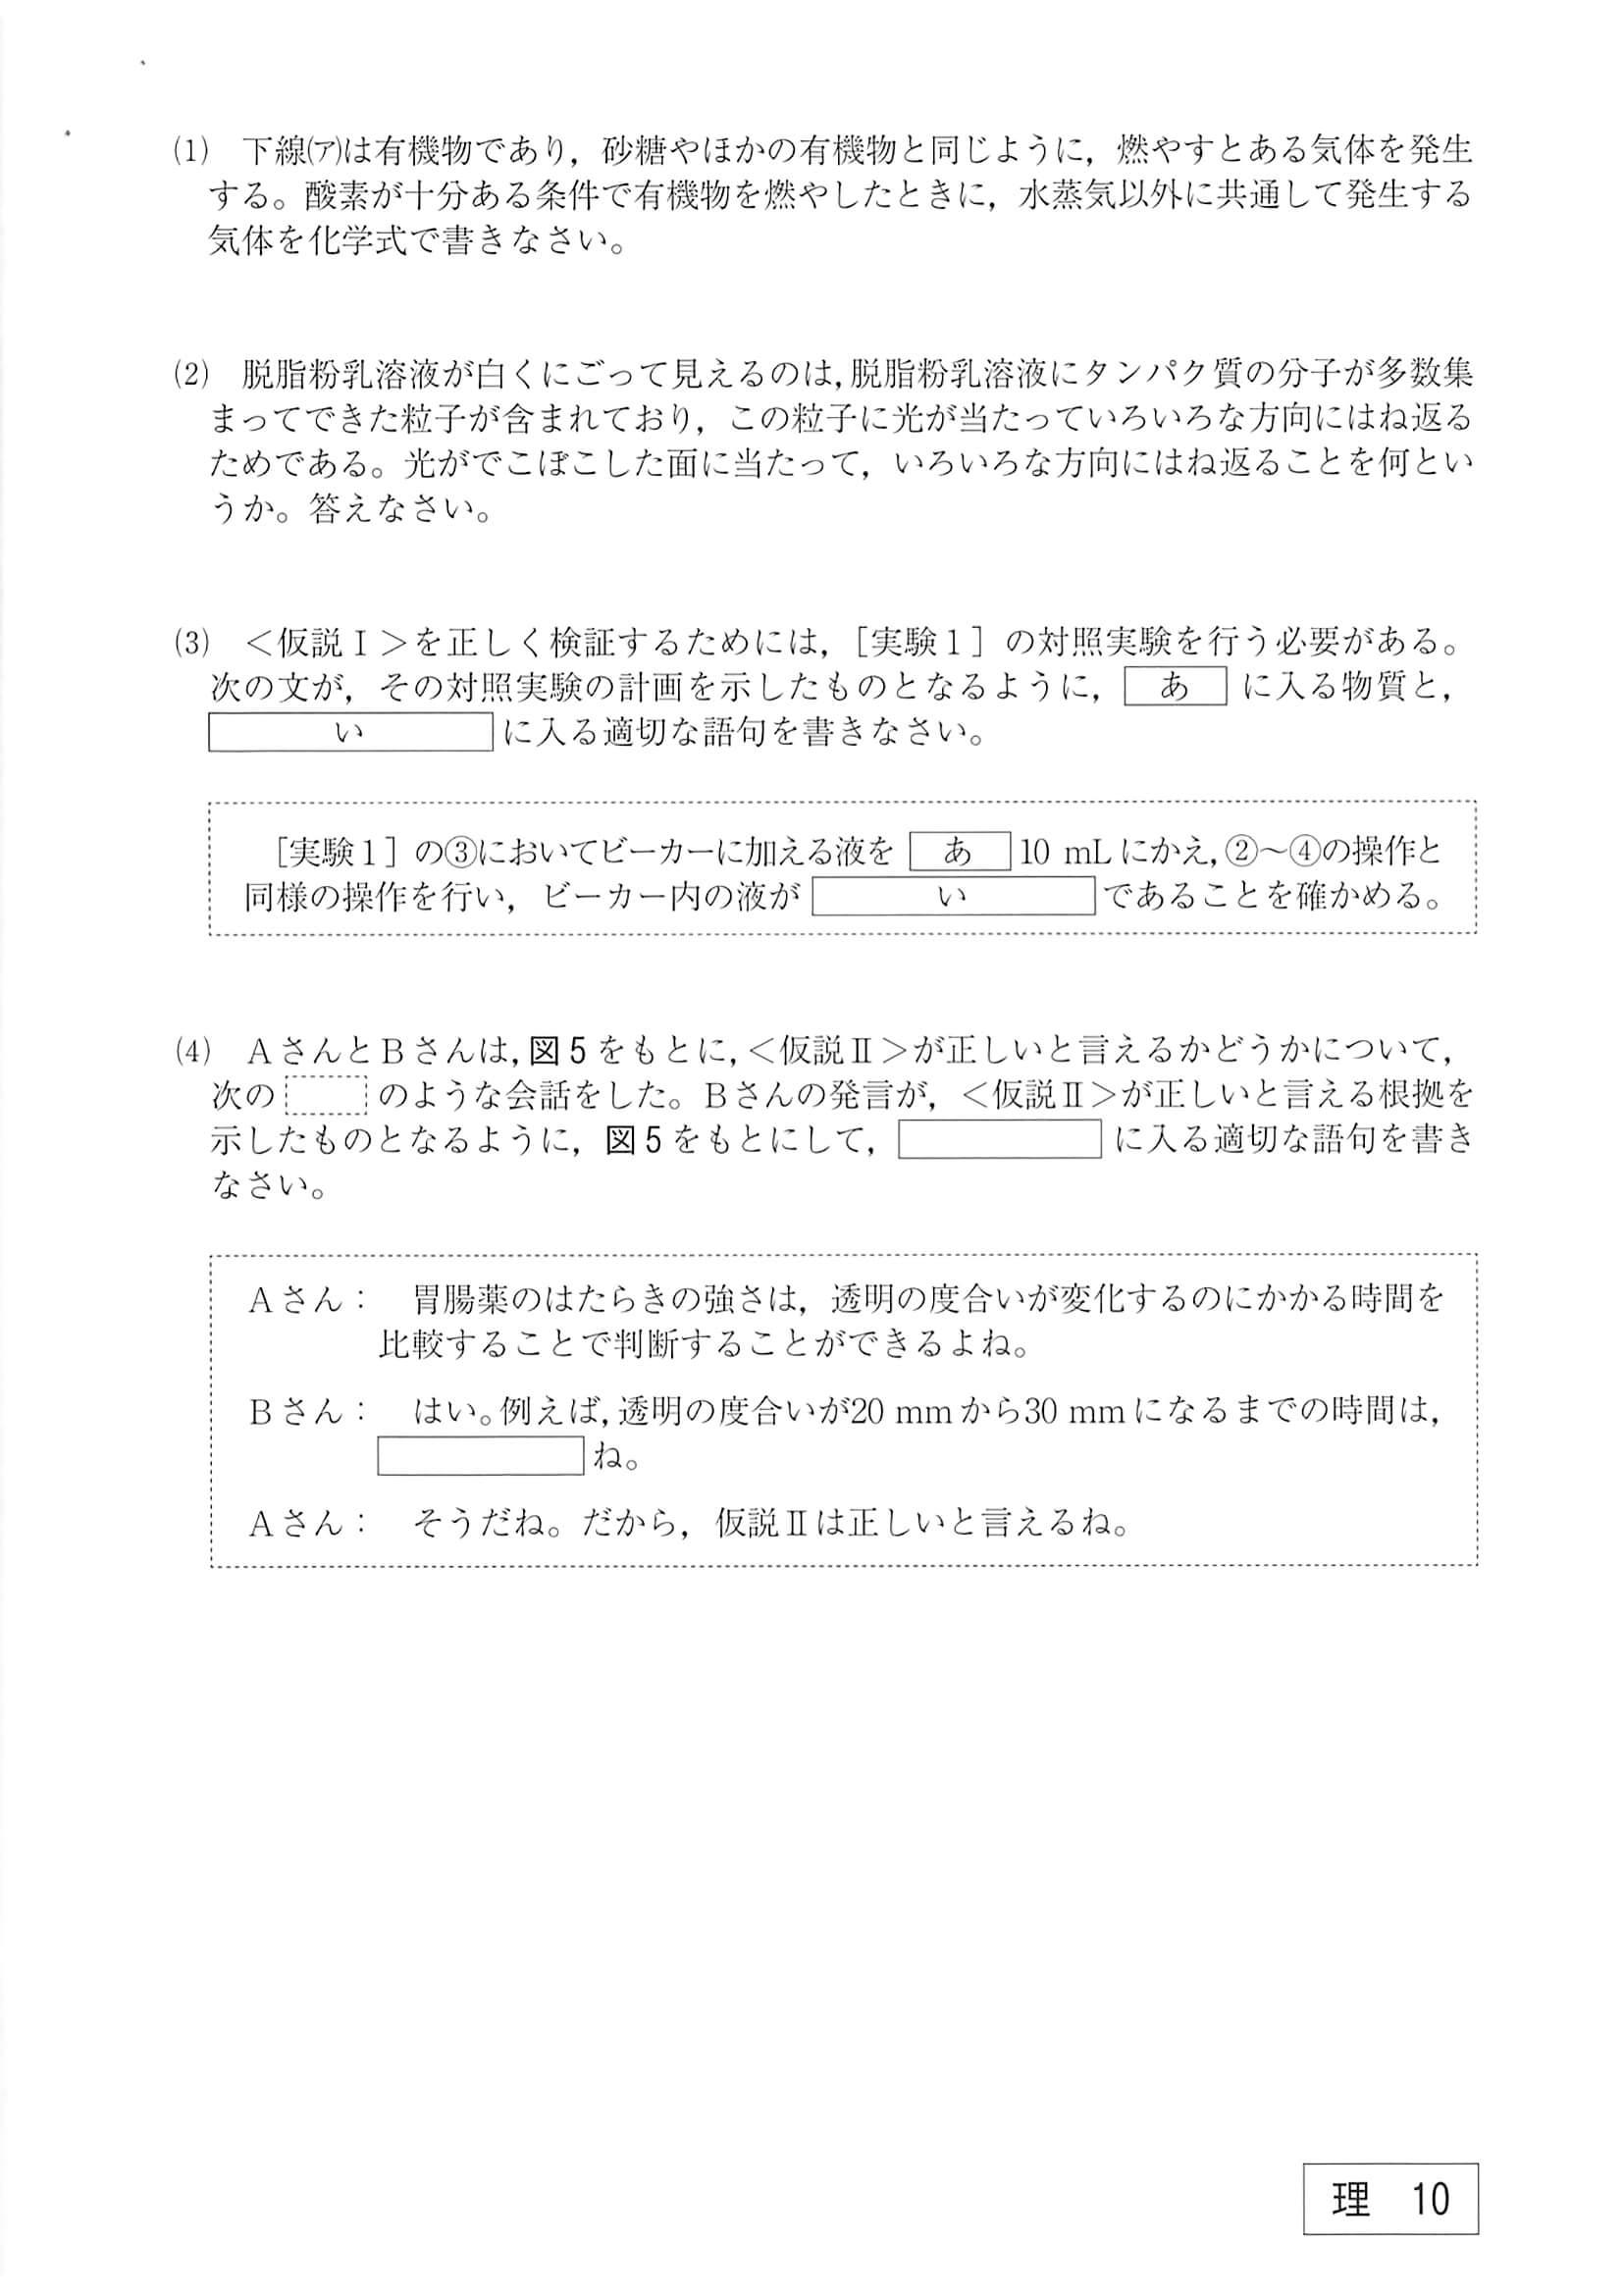 (1)　下線(ア)は有機物であり，砂糖やほかの有機物と同じように，燃やすとある気体を発生
する。酸素が十分ある条件で有機物を燃やしたときに，水蒸気以外に共通して発生する
気体を化学式で書きなさい。
(2)　脱脂粉乳溶液が白くにごって見えるのは，脱脂粉乳溶液にタンパク質の分子が多数集
まってできた粒子が含まれており，この粒子に光が当たっていろいろな方向にはね返る
ためである。光がでこぼこした面に当たって，いろいろな方向にはね返ることを何とい
うか。答えなさい。
(3)　＜仮説Ⅰ＞を正しく検証するためには，［実験１］の対照実験を行う必要がある。
次の文が，その対照実験の計画を示したものとなるように，あに入る物質と，
いに入る適切な語句を書きなさい。
［実験１］の③においてビーカーに加える液をあ10 mLにかえ，②～④の操作と
同様の操作を行い，ビーカー内の液がいであることを確かめる。
(4)　ＡさんとＢさんは，図５をもとに，＜仮説Ⅱ＞が正しいと言えるかどうかについて，
次の　のような会話をした。Ｂさんの発言が，＜仮説Ⅱ＞が正しいと言える根拠を
示したものとなるように，図５をもとにして，　に入る適切な語句を書き
なさい。
Ａさん：　胃腸薬のはたらきの強さは，透明の度合いが変化するのにかかる時間を
比較することで判断することができるよね。
Ｂさん：　はい。例えば，透明の度合いが20 mmから30 mmになるまでの時間は，
ね。
Ａさん：　そうだね。だから，仮説Ⅱは正しいと言えるね。
理　10